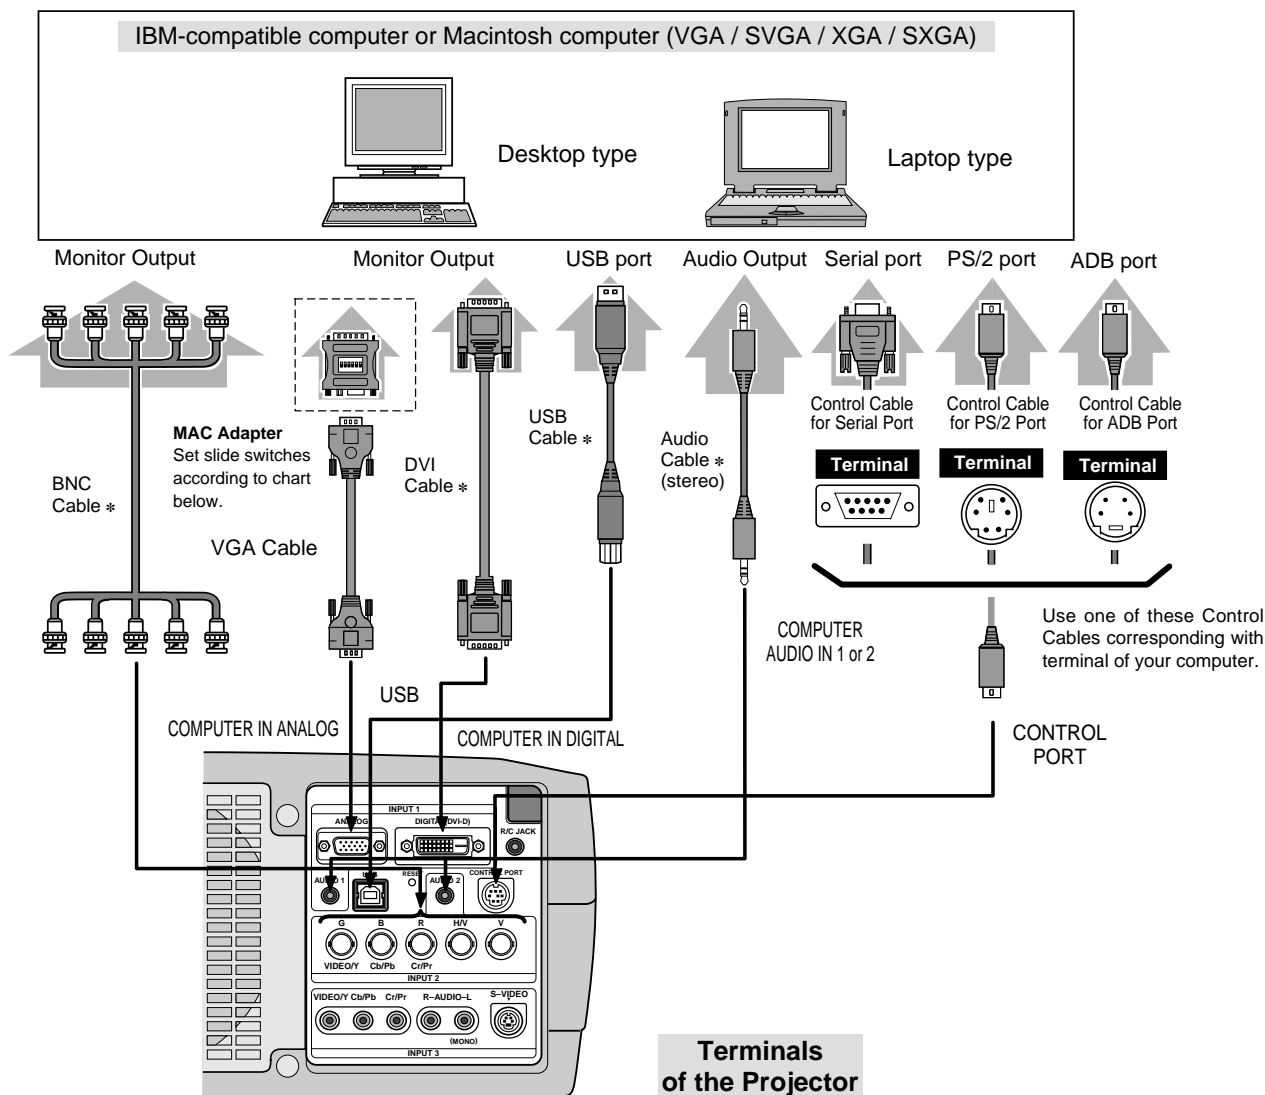 IBM-compatible computer or Macintosh computer (VGA / SVGA / XGA / SXGA)
Desktop type
Laptop type
Monitor Output
Monitor Output
USB port
Audio Output
Serial port
PS/2 port
ADB port
BNC
Cable *
MAC Adapter
Set slide switches
according to chart
below.
VGA Cable
DVI
Cable *
USB
Cable *
Audio
Cable *
(stereo)
Control Cable
for Serial Port
Control Cable
for PS/2 Port
Control Cable
for ADB Port
Terminal
Terminal
Terminal
Use one of these Control
Cables corresponding with
terminal of your computer.
COMPUTER
AUDIO IN 1 or 2
USB
COMPUTER IN ANALOG
COMPUTER IN DIGITAL
CONTROL
PORT
INPUT 1
ANALOG
DIGITAL (DVI-D)
R/C JACK
AUDIO 1
USB
RESET
AUDIO 2
CONTROL PORT
G
B
R
H/V
V
VIDEO/Y
Cb/Pb
Cr/Pr
INPUT 2
VIDEO/Y Cb/Pb Cr/Pr
R–AUDIO–L
S–VIDEO
(MONO)
INPUT 3
Terminals
of the Projector